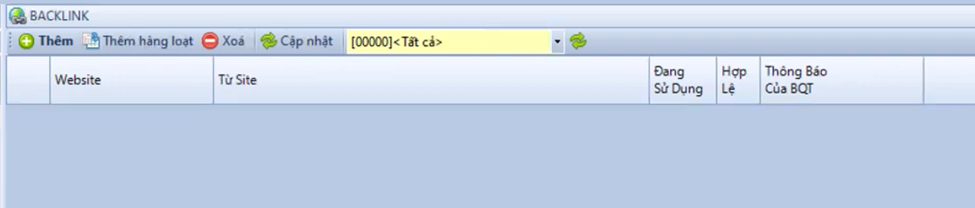 BACKLINK
Thêm Thêm hàng loạt Xoá Cập nhật [00000]<Tất cả>
Website Từ Site Đang Sử Dụng Hợp Lệ Thông Báo Của BQT